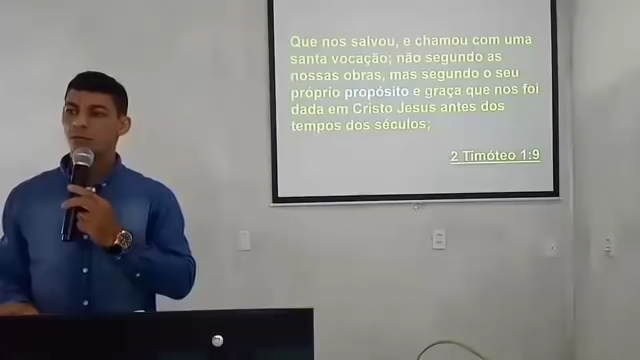 Que nos salvou, e chamou com uma
santa vocação; não segundo as
nossas obras, mas segundo o seu
próprio propósito e graça que nos foi
dada em Cristo Jesus antes dos
tempos dos séculos;
2 Timóteo 1:9